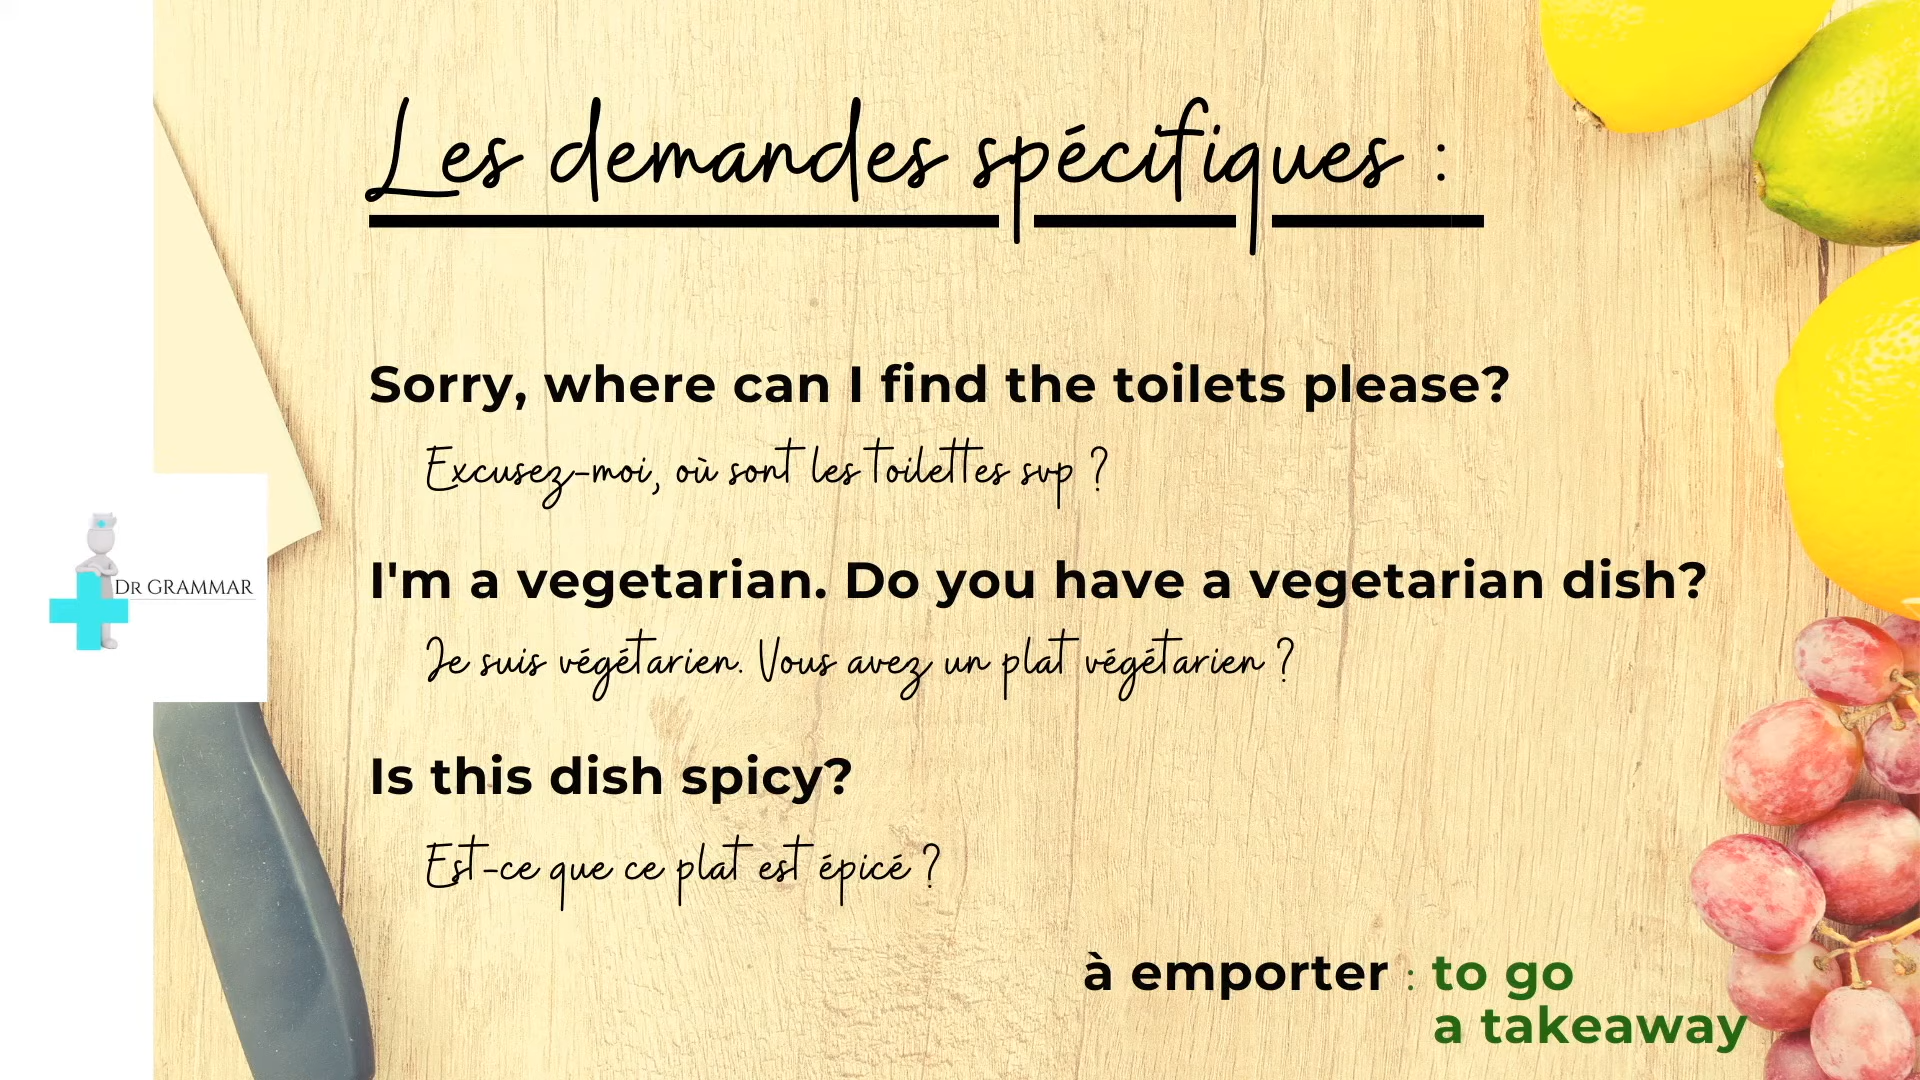 Les demandes spécifiques :
Sorry, where can I find the toilets please?
Excusez-moi, où sont les toilettes svp ?
I'm a vegetarian. Do you have a vegetarian dish?
Je suis végétarien. Vous avez un plat végétarien ?
DR GRAMMAR
Is this dish spicy?
Est-ce que ce plat est épicé ?
à emporter : to go
a takeaway